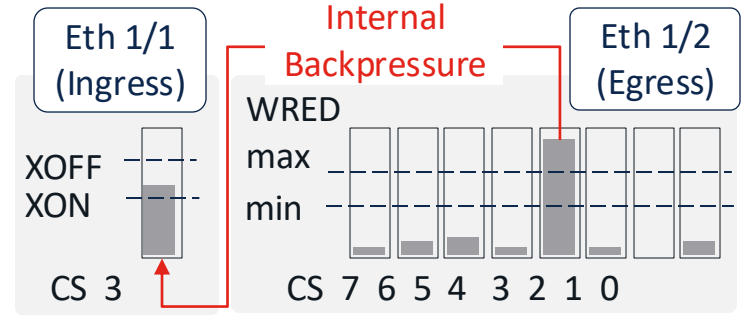 Eth 1/1
(Ingress)
Internal
Backpressure
Eth 1/2
(Egress)
XOFF
XON
CS 3
WRED
max
min
CS 7 6 5 4 3 2 1 0